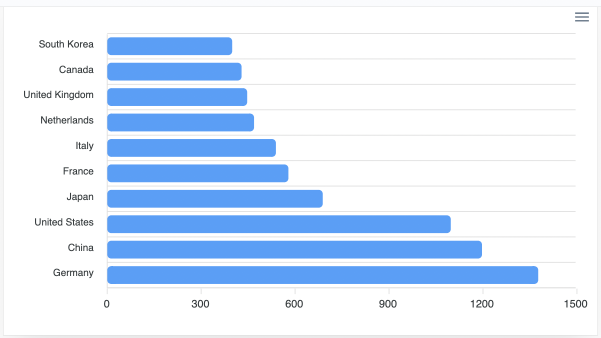 South Korea
Canada
United Kingdom
Netherlands
Italy
France
Japan
United States
China
Germany
0 300 600 900 1200 1500